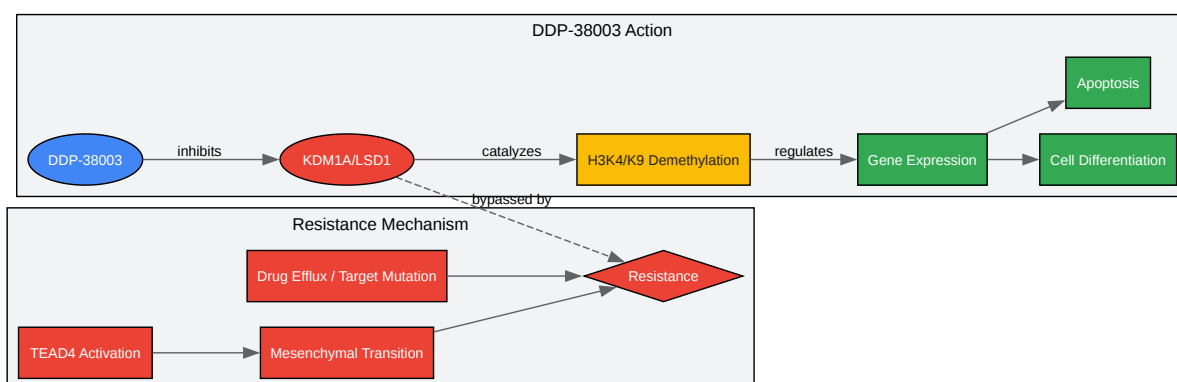 DDP-38003 Action
Apoptosis
DDP-38003
inhibits
KDM1A/LSD1
catalyzes
H3K4/K9 Demethylation
regulates
Gene Expression
Cell Differentiation
bypassed by
Resistance Mechanism
Drug Efflux / Target Mutation
Resistance
TEAD4 Activation
Mesenchymal Transition